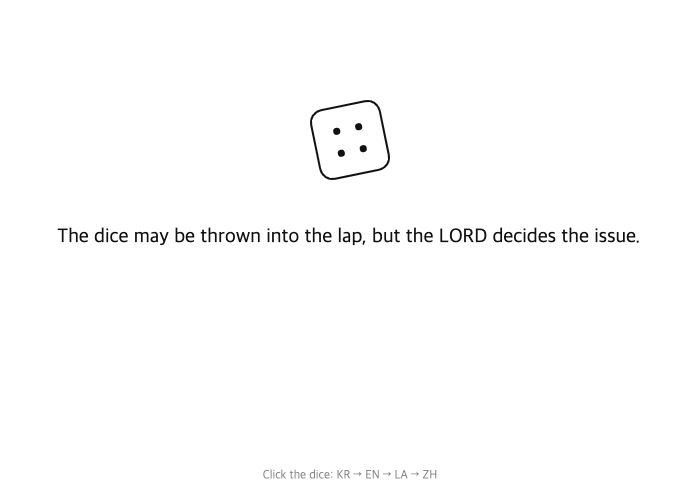 The dice may be thrown into the lap, but the LORD decides the issue.
Click the dice: KR → EN → LA → ZH